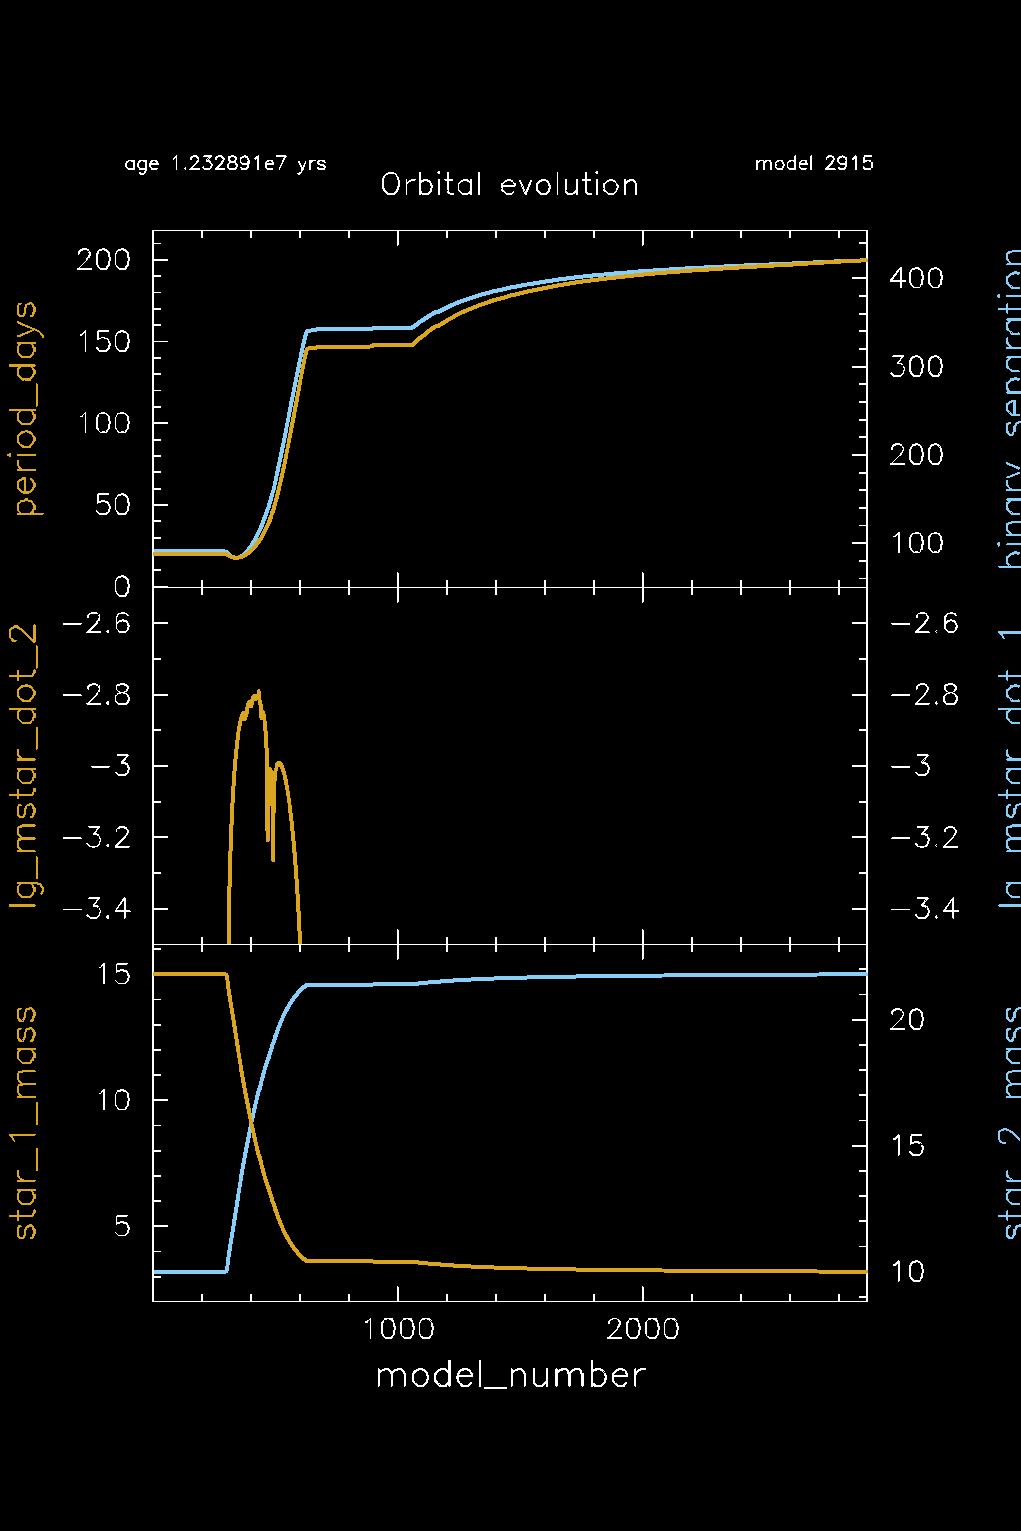 age 1.232891e7 yrs
model 2915
Orbital evolution
period_days
200
150
100
50
0
400
300
200
100
binary_separation
lg_mstar_dot_2
−2.6
−2.8
−3
−3.2
−3.4
−2.6
−2.8
−3
−3.2
−3.4
lg_mstar_dot_1
star_1_mass
15
10
5
20
15
10
star_2_mass
1000
2000
model_number